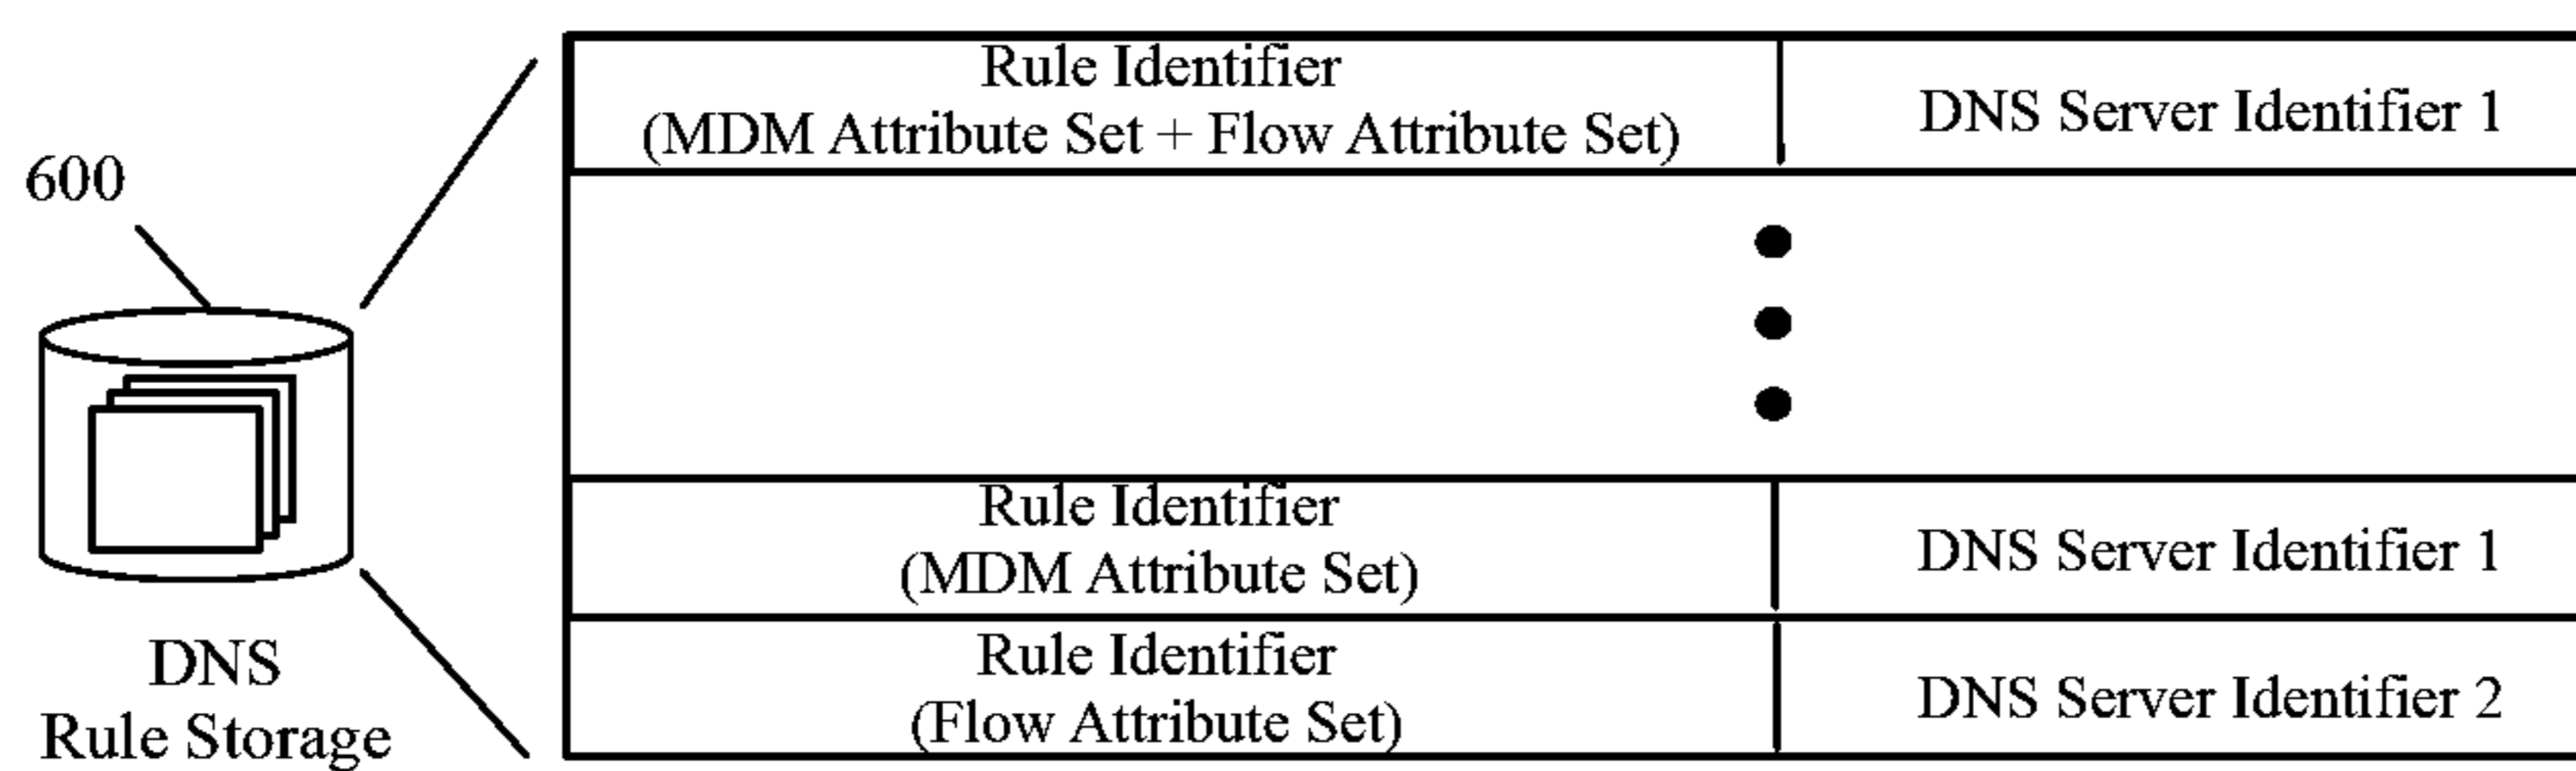 600
DNS
Rule Storage
Rule Identifier
(MDM Attribute Set + Flow Attribute Set)
DNS Server Identifier 1
Rule Identifier
(MDM Attribute Set)
DNS Server Identifier 1
Rule Identifier
(Flow Attribute Set)
DNS Server Identifier 2